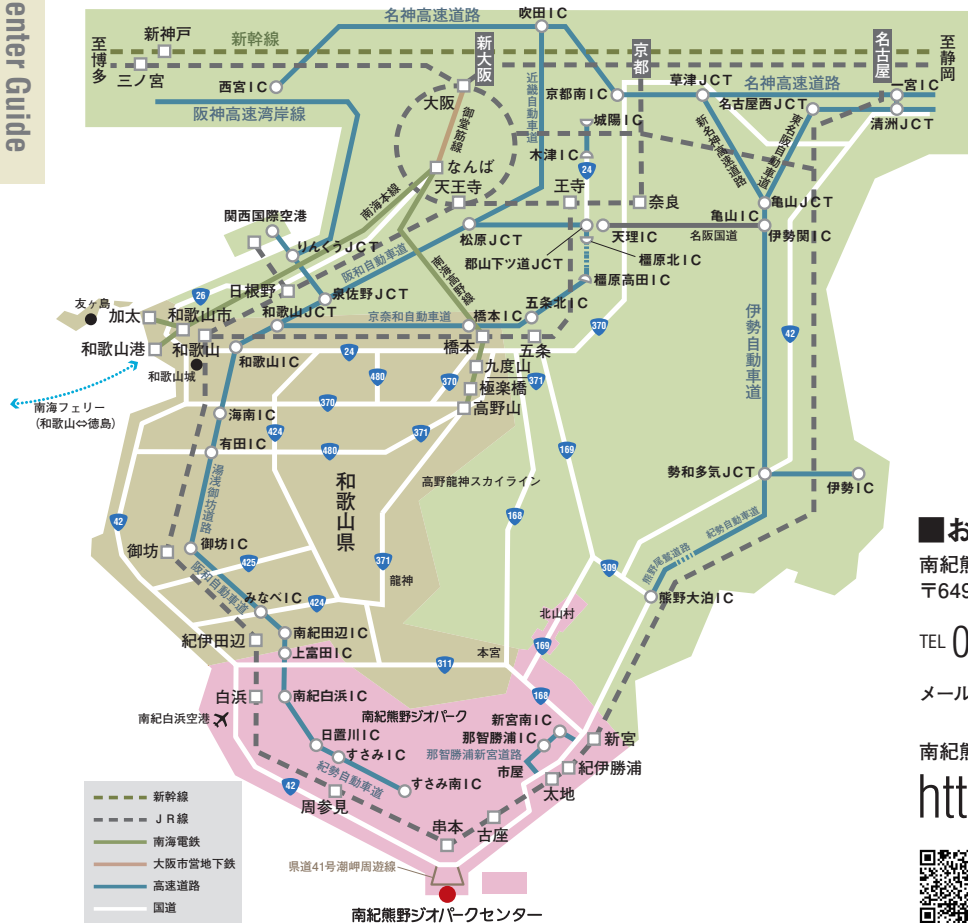 enter Guide
名神高速道路
吹田IC
新神戸
新幹線
新大阪
京都
名古屋
至博多
至静岡
三ノ宮
西宮IC
大阪
近畿自動車道
京都南IC
草津JCT
名神高速道路
一宮IC
名古屋西JCT
清洲JCT
阪神高速湾岸線
御堂筋線
城陽IC
新名神高速道路
東名阪自動車道
木津IC
24
なんば
天王寺
王寺
奈良
亀山JCT
南海本線
関西国際空港
松原JCT
天理IC
亀山IC
名阪国道
伊勢関IC
りんくうJCT
阪和自動車道
南海高野線
郡山下ツ道JCT
橿原北IC
日根野
泉佐野JCT
橿原高田IC
友ヶ島
26
加太
和歌山市
和歌山JCT
京奈和自動車道
橋本IC
五条北IC
370
伊勢自動車道
42
和歌山港
和歌山
和歌山IC
24
橋本
五条
和歌山城
480
370
九度山
371
極楽橋
南海フェリー
(和歌山⇔徳島)
海南IC
370
高野山
有田IC
424
480
371
169
湯浅御坊道路
和歌山県
高野龍神スカイライン
勢和多気JCT
伊勢IC
42
168
紀勢自動車道
御坊
御坊IC
425
371
龍神
309
熊野尾鷲道路
阪和自動車道
みなべIC
424
熊野大泊IC
北山村
紀伊田辺
南紀田辺IC
上富田IC
311
本宮
169
白浜
南紀白浜IC
168
南紀白浜空港
南紀熊野ジオパーク
新宮南IC
那智勝浦IC
新宮
日置川IC
那智勝浦新宮道路
すさみIC
市屋
紀伊勝浦
紀勢自動車道
すさみ南IC
太地
42
周参見
串本
古座
県道41号潮岬周遊線
南紀熊野ジオパークセンター
新幹線
JR線
南海電鉄
大阪市営地下鉄
高速道路
国道
■お
南紀熊
〒649
TEL 0
メール
南紀熊
htt